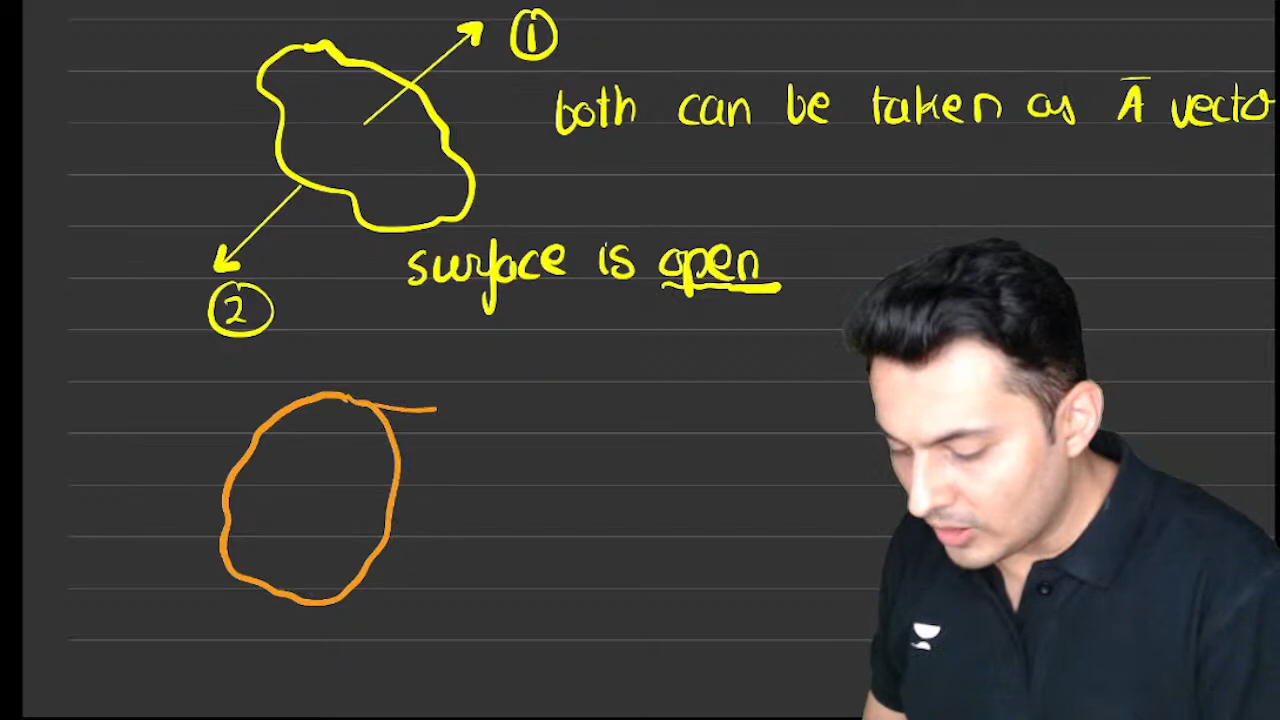 ①
both can be taken as A̅ vecto
surface is open
②